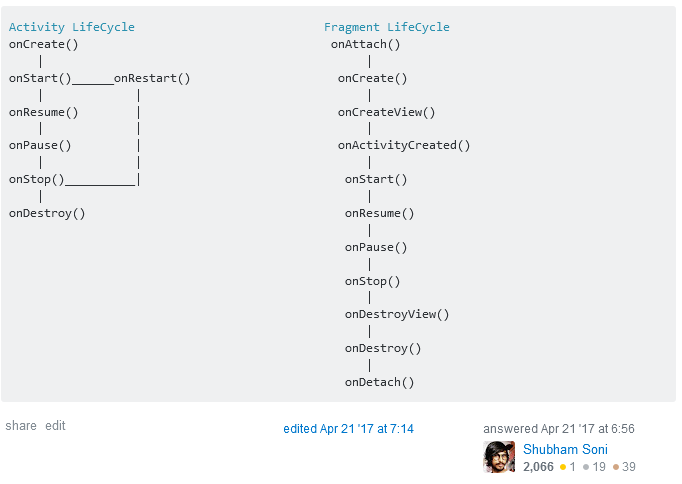 Activity LifeCycle
onCreate()
|
onStart()______onRestart()
| |
onResume() |
| |
onPause() |
| |
onStop()__________|
|
onDestroy()
Fragment LifeCycle
onAttach()
|
onCreate()
|
onCreateView()
|
onActivityCreated()
|
onStart()
|
onResume()
|
onPause()
|
onStop()
|
onDestroyView()
|
onDestroy()
|
onDetach()
share edit
edited Apr 21 '17 at 7:14
answered Apr 21 '17 at 6:56
Shubham Soni
2,066 ●1 ●19 ●39